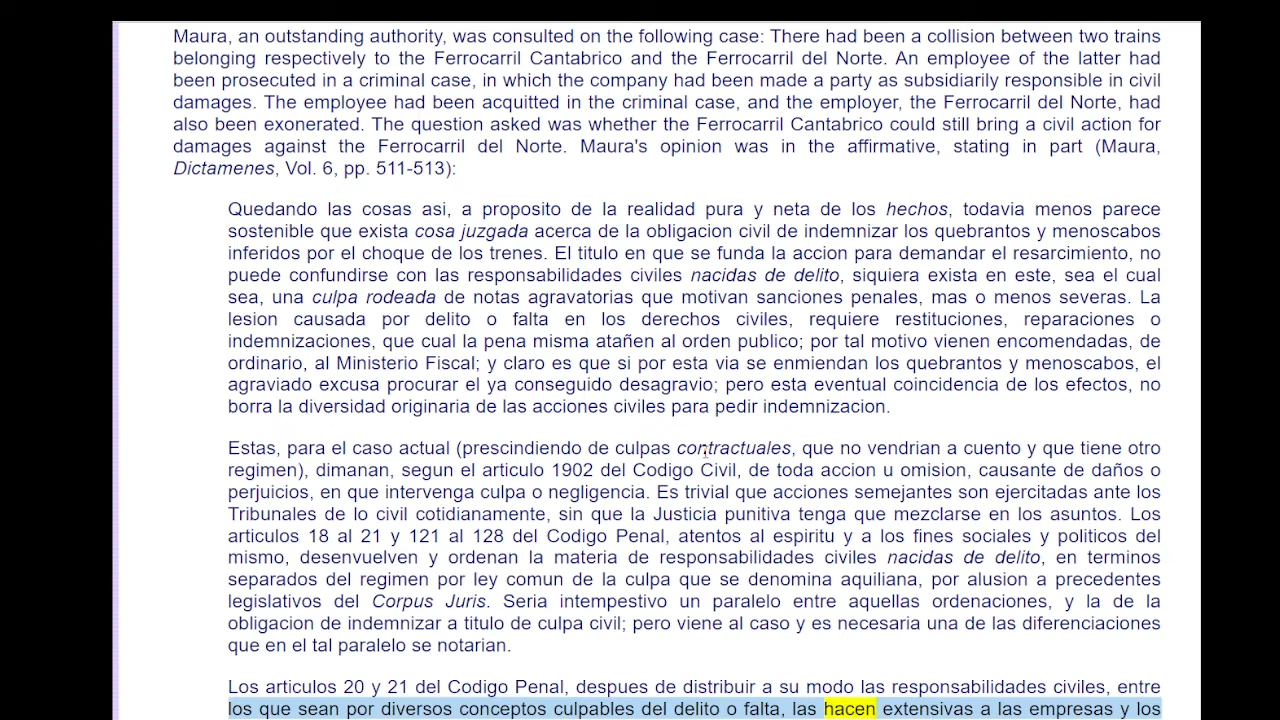 Maura, an outstanding authority, was consulted on the following case: There had been a collision between two trains
belonging respectively to the Ferrocarril Cantabrico and the Ferrocarril del Norte. An employee of the latter had
been prosecuted in a criminal case, in which the company had been made a party as subsidiarily responsible in civil
damages. The employee had been acquitted in the criminal case, and the employer, the Ferrocarril del Norte, had
also been exonerated. The question asked was whether the Ferrocarril Cantabrico could still bring a civil action for
damages against the Ferrocarril del Norte. Maura's opinion was in the affirmative, stating in part (Maura,
Dictamenes, Vol. 6, pp. 511-513):
Quedando las cosas asi, a proposito de la realidad pura y neta de los hechos, todavia menos parece
sostenible que exista cosa juzgada acerca de la obligacion civil de indemnizar los quebrantos y menoscabos
inferidos por el choque de los trenes. El titulo en que se funda la accion para demandar el resarcimiento, no
puede confundirse con las responsabilidades civiles nacidas de delito, siquiera exista en este, sea el cual
sea, una culpa rodeada de notas agravatorias que motivan sanciones penales, mas o menos severas. La
lesion causada por delito o falta en los derechos civiles, requiere restituciones, reparaciones o
indemnizaciones, que cual la pena misma atañen al orden publico; por tal motivo vienen encomendadas, de
ordinario, al Ministerio Fiscal; y claro es que si por esta via se enmiendan los quebrantos y menoscabos, el
agraviado excusa procurar el ya conseguido desagravio; pero esta eventual coincidencia de los efectos, no
borra la diversidad originaria de las acciones civiles para pedir indemnizacion.
Estas, para el caso actual (prescindiendo de culpas contractuales, que no vendrian a cuento y que tiene otro
regimen), dimanan, segun el articulo 1902 del Codigo Civil, de toda accion u omision, causante de daños o
perjuicios, en que intervenga culpa o negligencia. Es trivial que acciones semejantes son ejercitadas ante los
Tribunales de lo civil cotidianamente, sin que la Justicia punitiva tenga que mezclarse en los asuntos. Los
articulos 18 al 21 y 121 al 128 del Codigo Penal, atentos al espiritu y a los fines sociales y politicos del
mismo, desenvuelven y ordenan la materia de responsabilidades civiles nacidas de delito, en terminos
separados del regimen por ley comun de la culpa que se denomina aquiliana, por alusion a precedentes
legislativos del Corpus Juris. Seria intempestivo un paralelo entre aquellas ordenaciones, y la de la
obligacion de indemnizar a titulo de culpa civil; pero viene al caso y es necesaria una de las diferenciaciones
que en el tal paralelo se notarian.
Los articulos 20 y 21 del Codigo Penal, despues de distribuir a su modo las responsabilidades civiles, entre
los que sean por diversos conceptos culpables del delito o falta, las hacen extensivas a las empresas y los